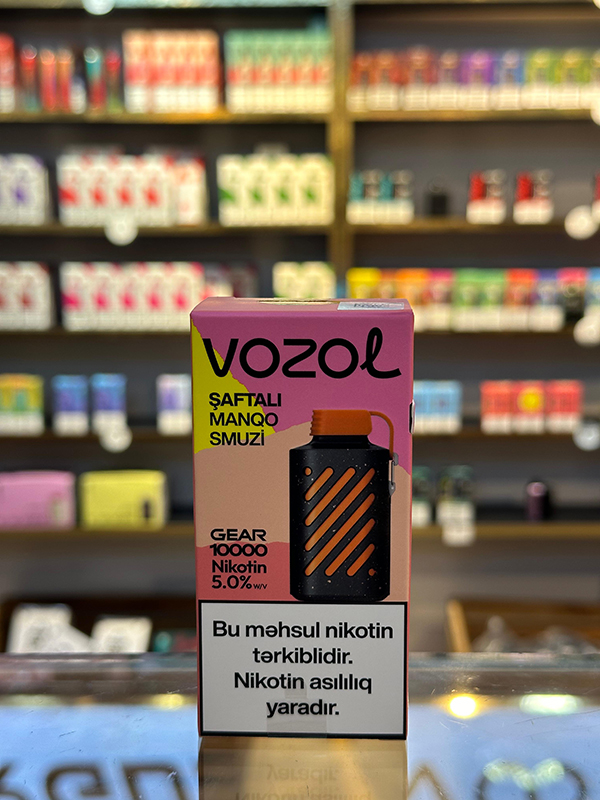 VOZOL
ŞAFTALI
MANQO
SMUZİ
GEAR
10000
Nikotin
5.0% W/V
Bu məhsul nikotin
tərkiblidir.
Nikotin asılılıq
yaradır.